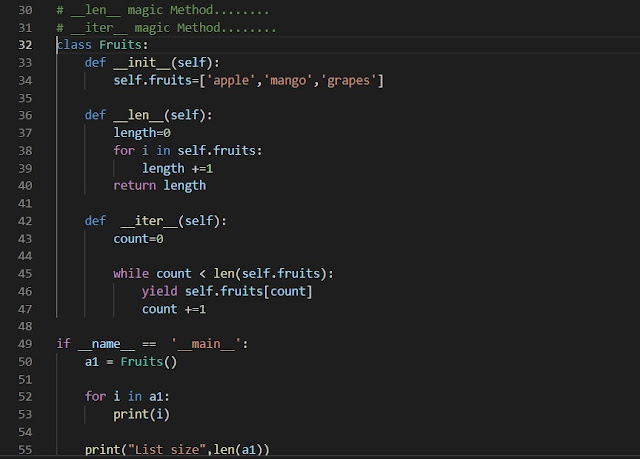 30 # __len__ magic Method........
31 # __iter__ magic Method........
32 class Fruits:
33     def __init__(self):
34         self.fruits=['apple','mango','grapes']
35
36     def __len__(self):
37         length=0
38         for i in self.fruits:
39             length +=1
40         return length
41
42     def  __iter__(self):
43         count=0
44
45         while count < len(self.fruits):
46             yield self.fruits[count]
47             count +=1
48
49 if __name__ ==  '__main__':
50     a1 = Fruits()
51
52     for i in a1:
53         print(i)
54
55     print("List size",len(a1))